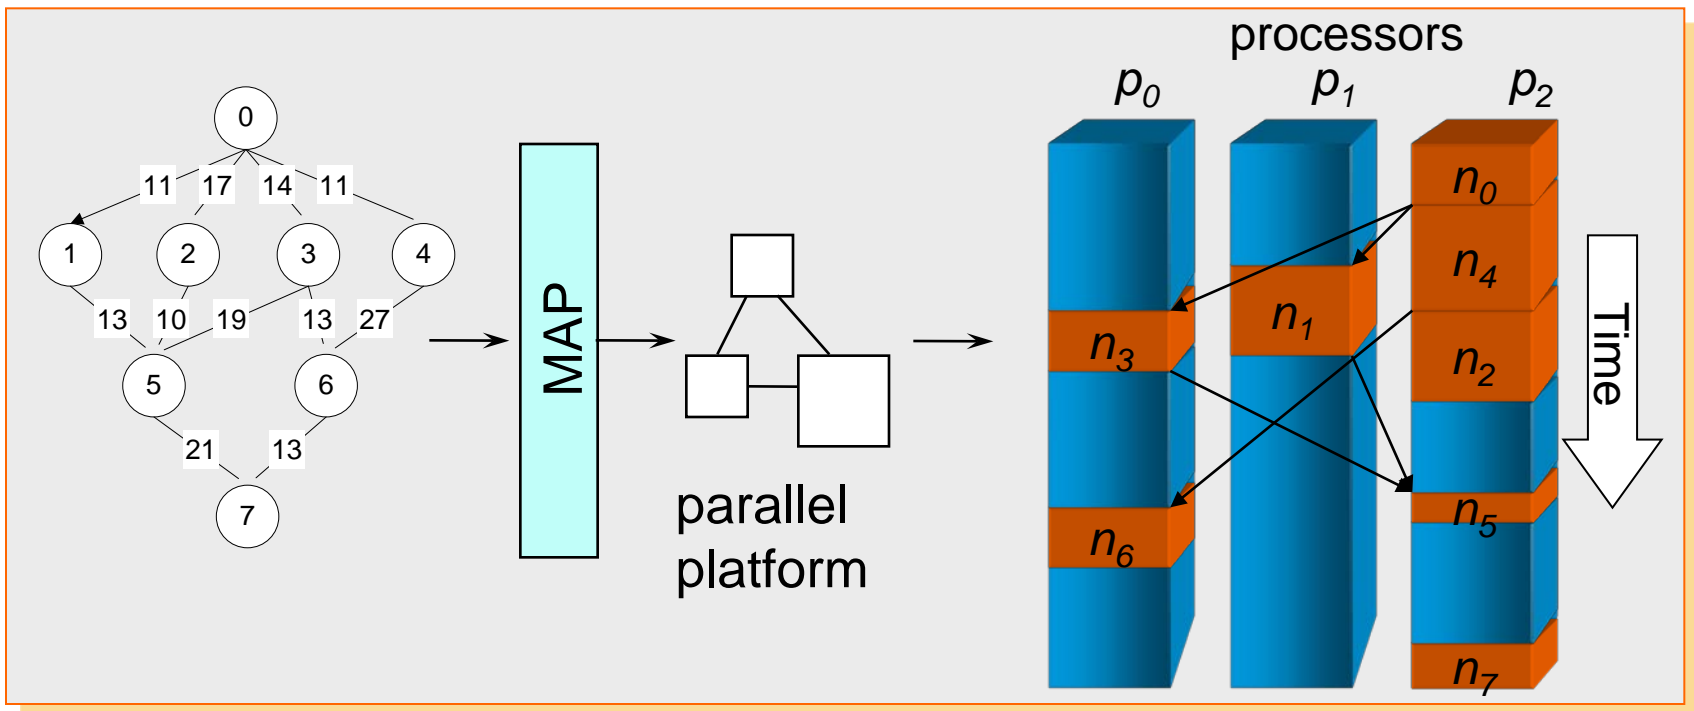 processors
p0 p1 p2
0
11 17 14 11
1 2 3 4
13 10 19 13 27
5 6
21 13
7
MAP
parallel
platform
n0
n4
n1
n3
n2
n5
n6
n7
Time